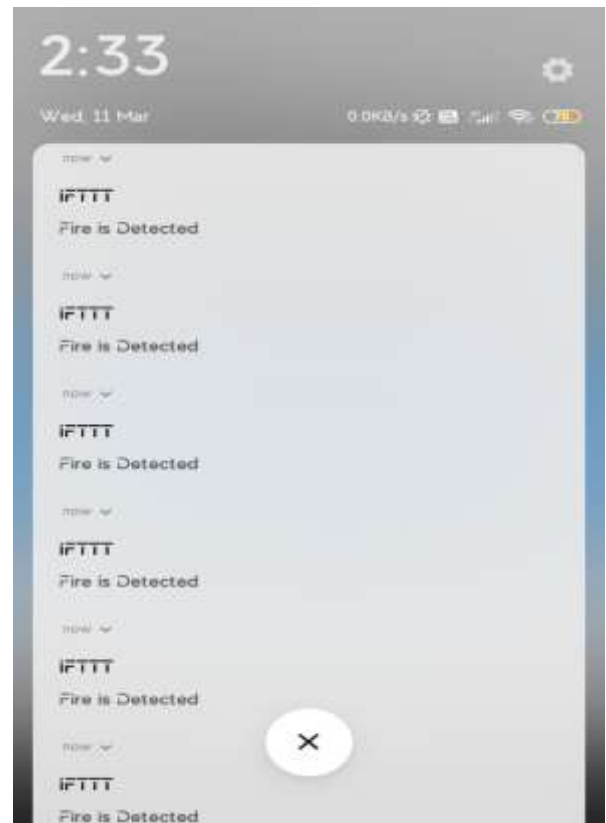 2:33
Wed, 11 Mar 0.0KB/s
now
IFTTT
Fire is Detected
now
IFTTT
Fire is Detected
now
IFTTT
Fire is Detected
now
IFTTT
Fire is Detected
now
IFTTT
Fire is Detected
now
IFTTT
Fire is Detected